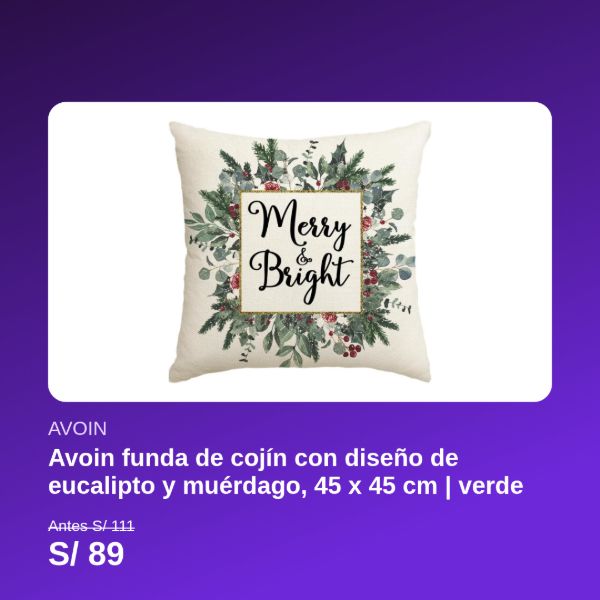 Merry
&
Bright
AVOIN
Avoin funda de cojín con diseño de
eucalipto y muérdago, 45 x 45 cm | verde
Antes S/ 111
S/ 89